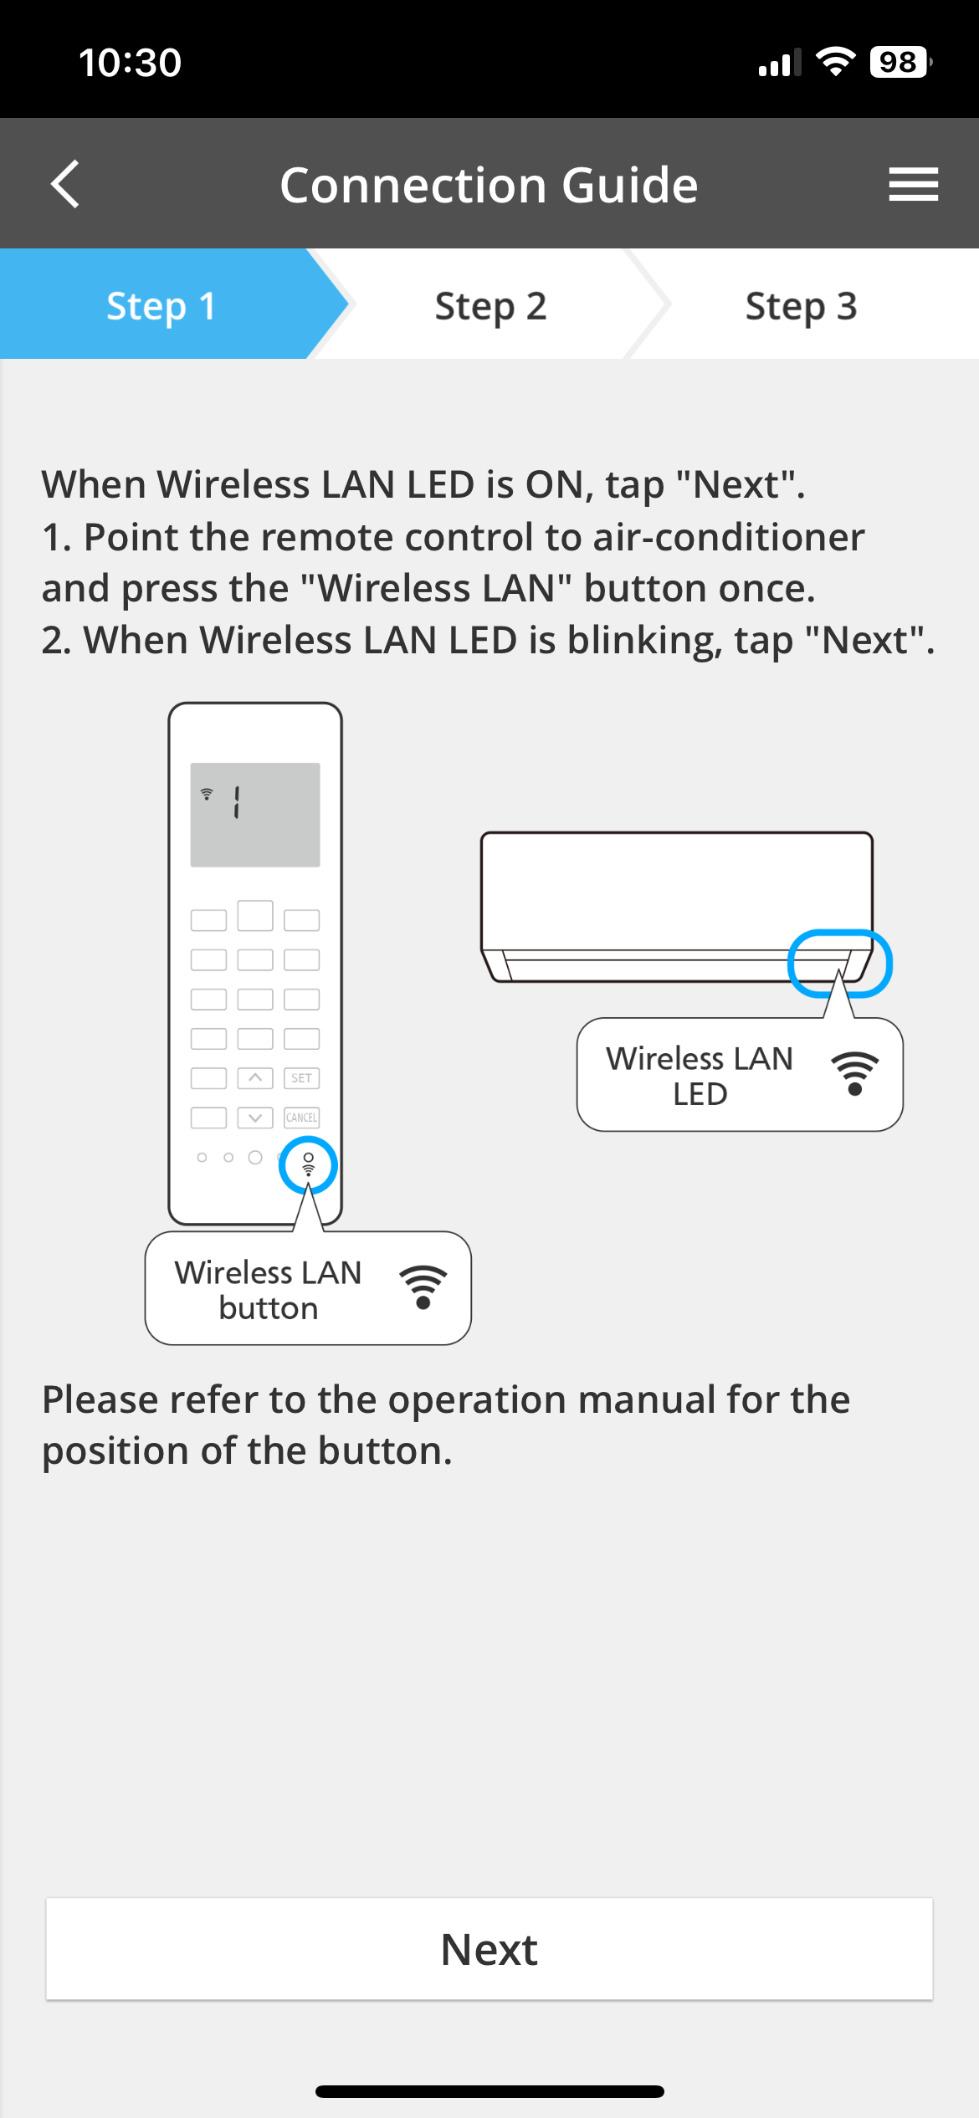 10:30
98
Connection Guide
Step 1
Step 2
Step 3
When Wireless LAN LED is ON, tap "Next".
1. Point the remote control to air-conditioner
and press the "Wireless LAN" button once.
2. When Wireless LAN LED is blinking, tap "Next".
1
SET
CANCEL
Wireless LAN
LED
Wireless LAN
button
Please refer to the operation manual for the
position of the button.
Next